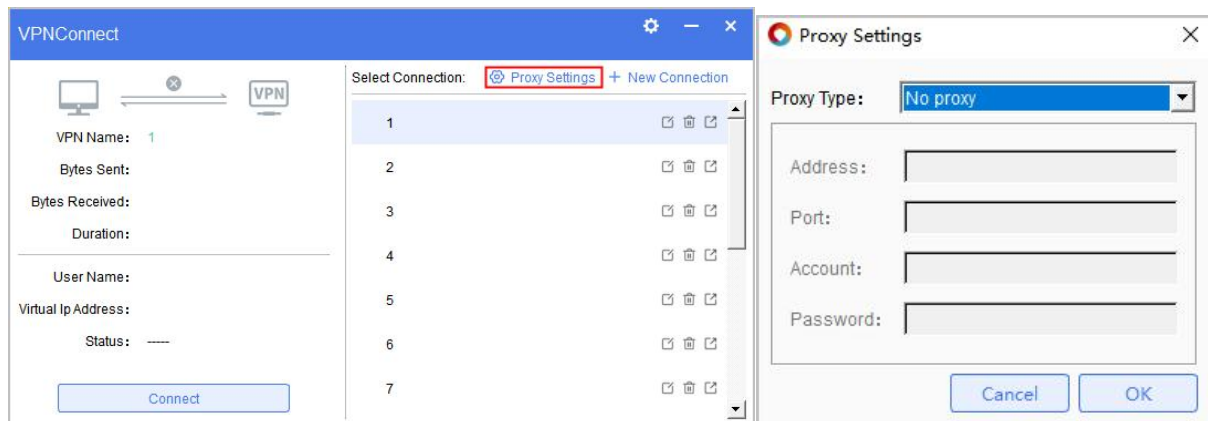 VPNConnect
VPN
VPN Name: 1
Bytes Sent:
Bytes Received:
Duration:
User Name:
Virtual Ip Address:
Status: -----
Connect
Select Connection: Proxy Settings + New Connection
1
2
3
4
5
6
7
Proxy Settings
Proxy Type: No proxy
Address:
Port:
Account:
Password:
Cancel OK